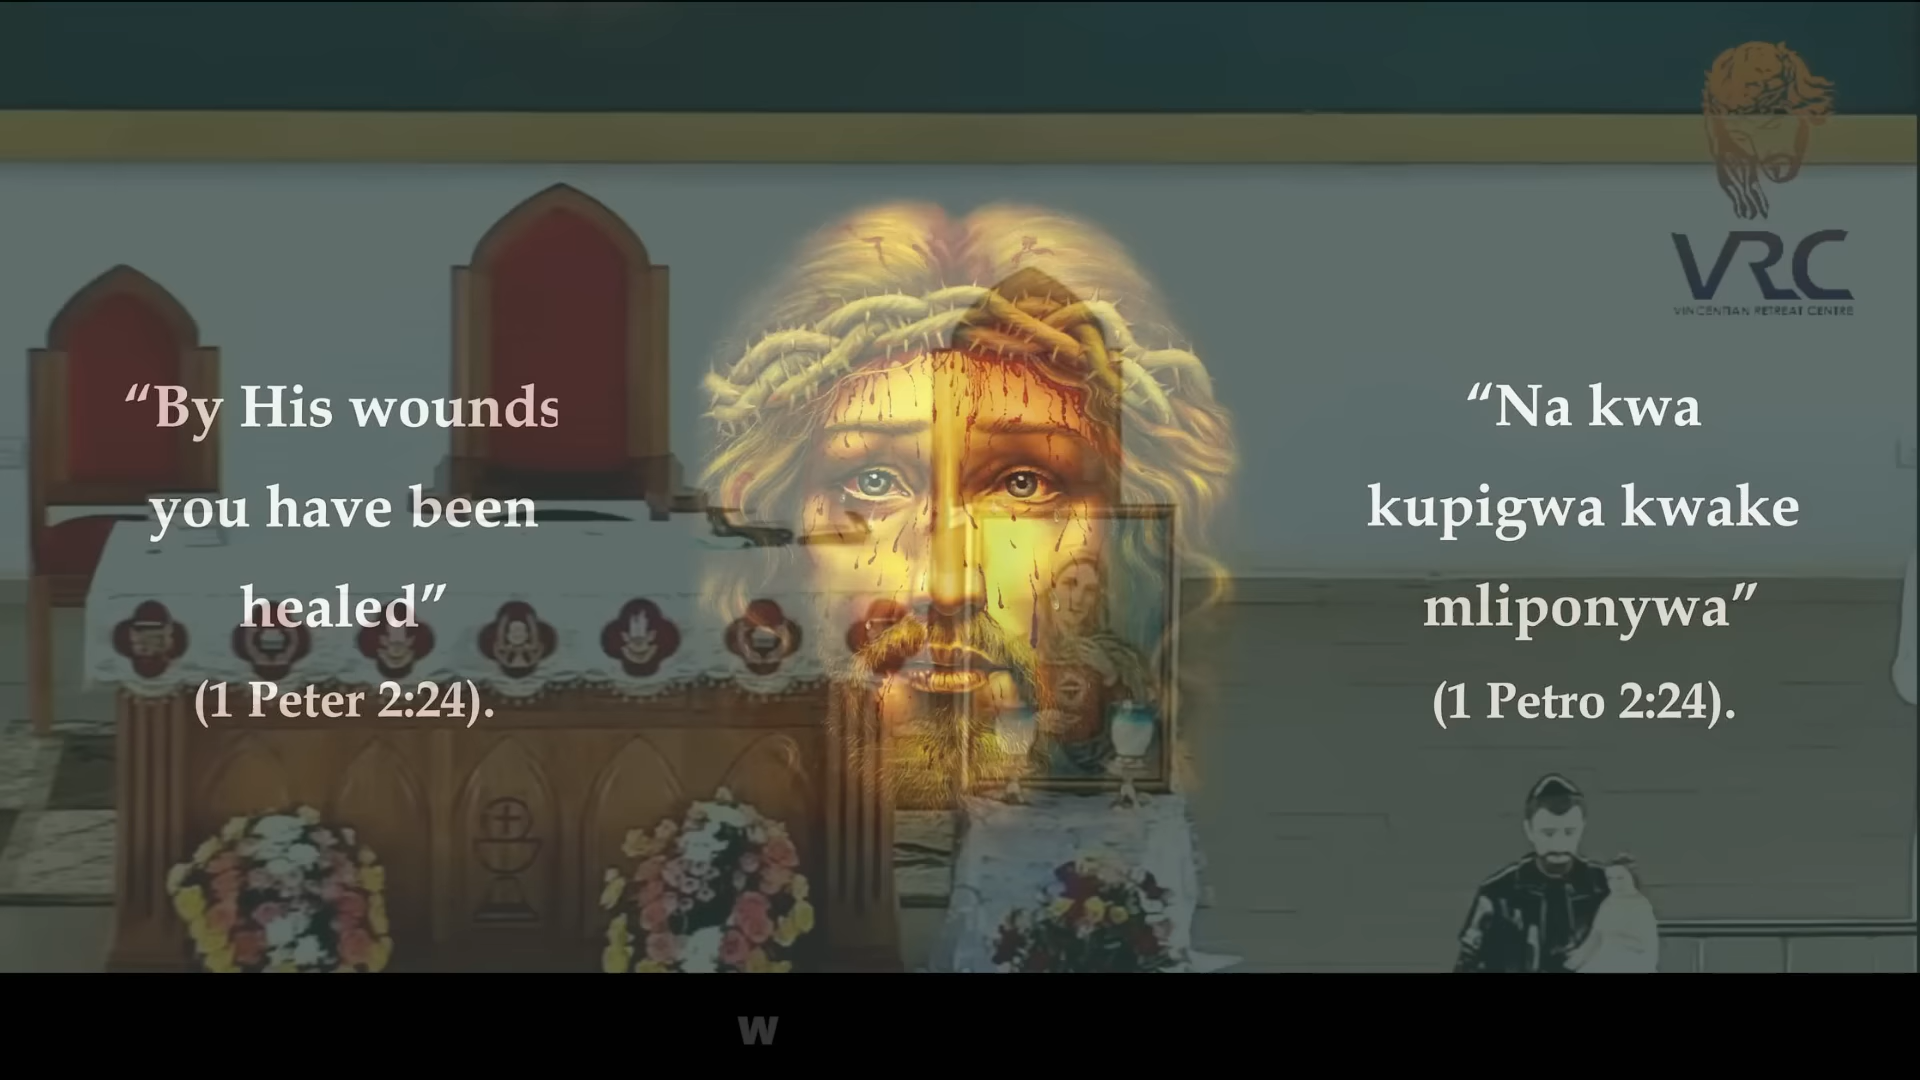 VRC
VINCENTIAN RETREAT CENTRE
“By His wounds
you have been
healed”
(1 Peter 2:24).
“Na kwa
kupigwa kwake
mliponywa”
(1 Petro 2:24).
W